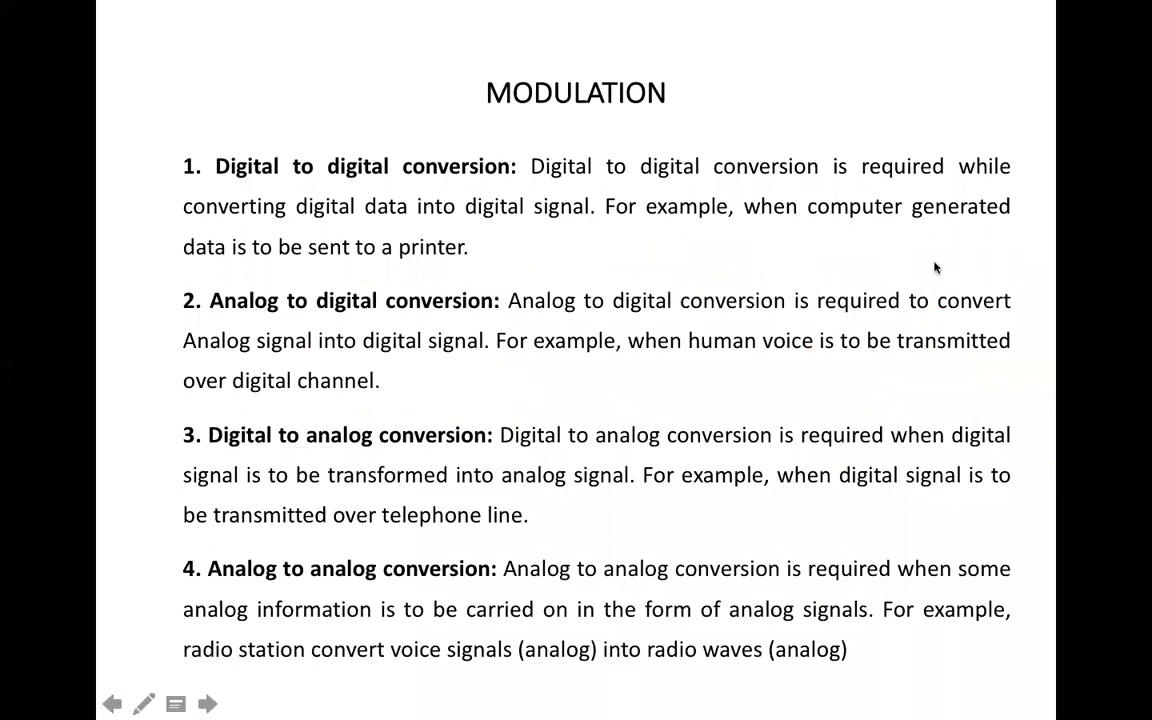 MODULATION
1. Digital to digital conversion: Digital to digital conversion is required while
converting digital data into digital signal. For example, when computer generated
data is to be sent to a printer.
2. Analog to digital conversion: Analog to digital conversion is required to convert
Analog signal into digital signal. For example, when human voice is to be transmitted
over digital channel.
3. Digital to analog conversion: Digital to analog conversion is required when digital
signal is to be transformed into analog signal. For example, when digital signal is to
be transmitted over telephone line.
4. Analog to analog conversion: Analog to analog conversion is required when some
analog information is to be carried on in the form of analog signals. For example,
radio station convert voice signals (analog) into radio waves (analog)